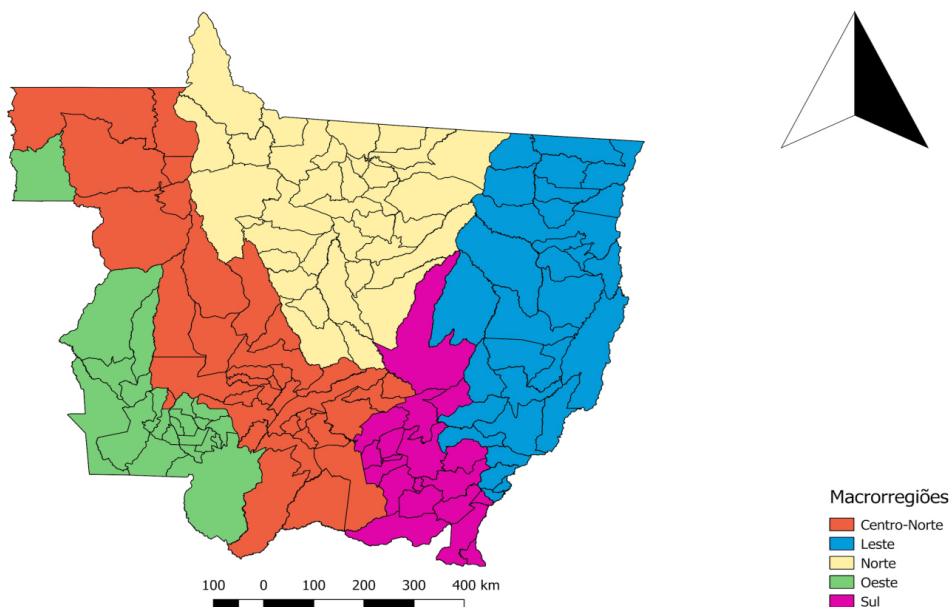 Macrorregiões
Centro-Norte
Leste
Norte
Oeste
Sul
100 0 100 200 300 400 km